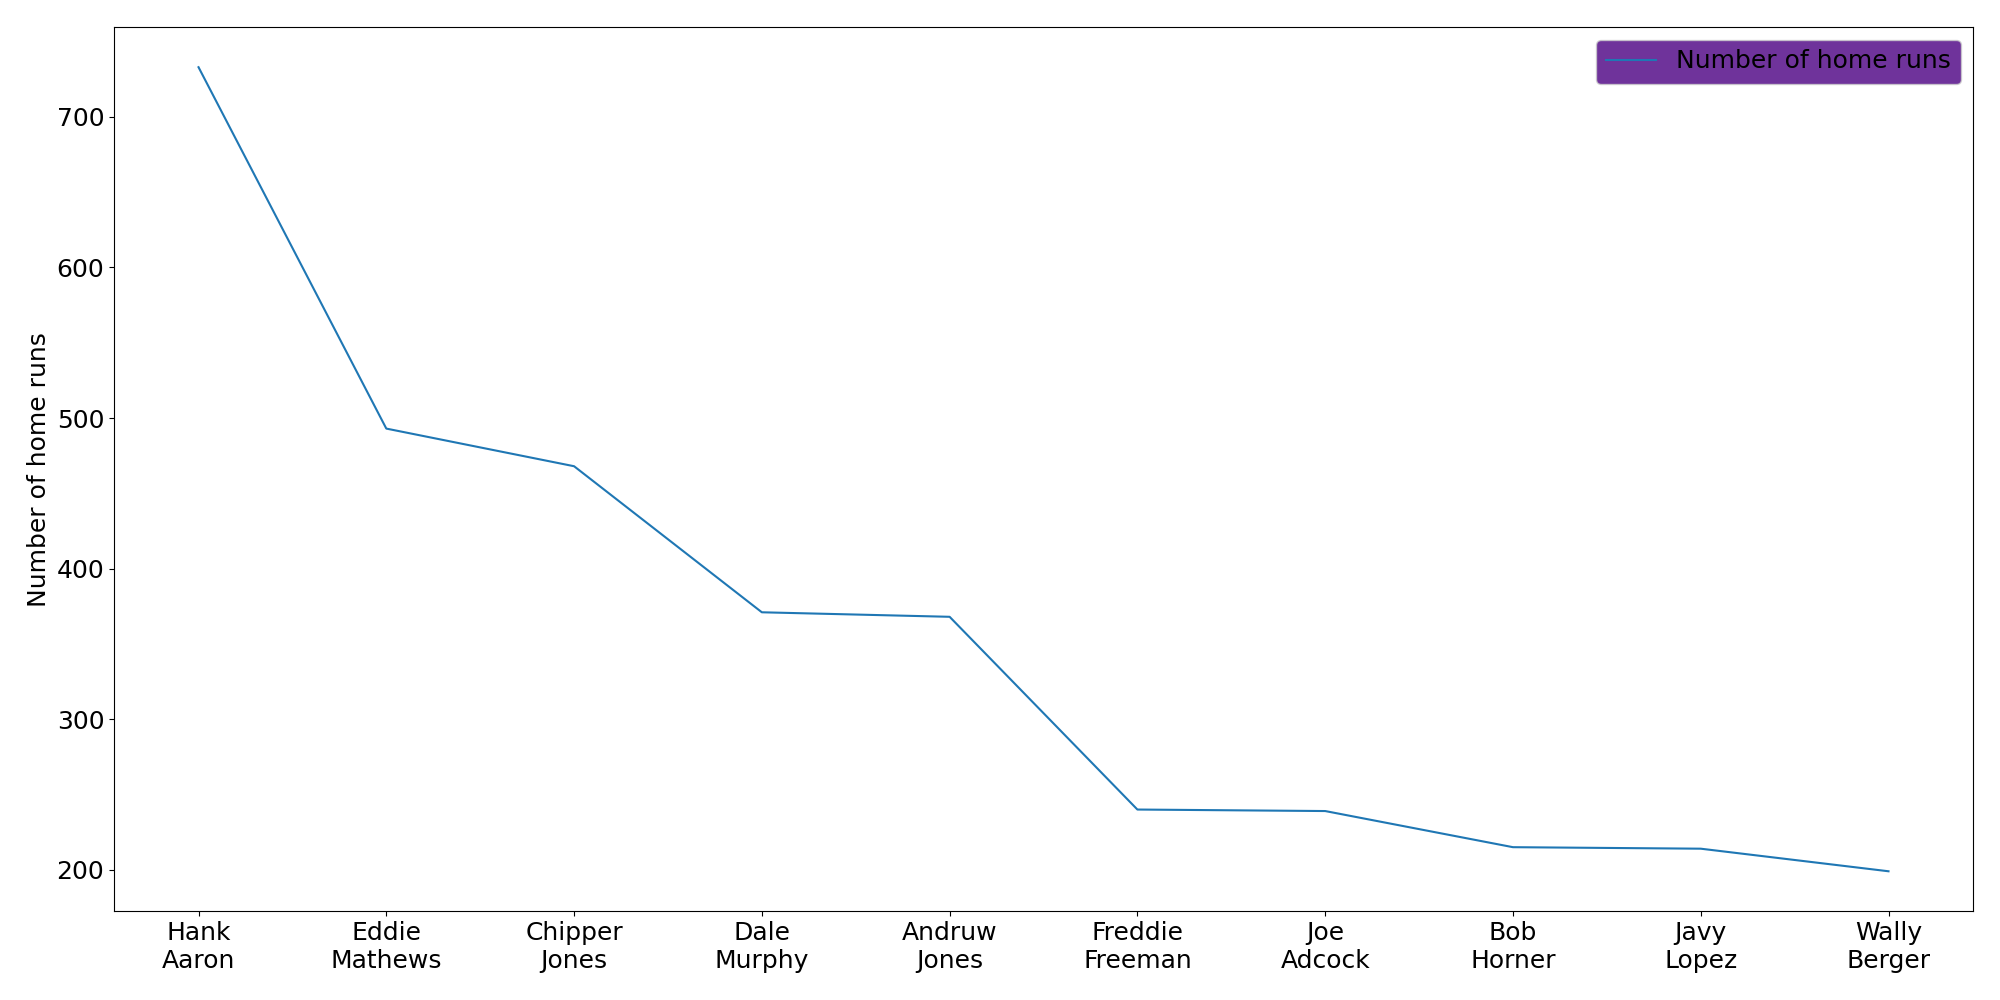 Number of home runs
700
600
500
400
300
200
Number of home runs
Hank Eddie Chipper Dale Andruw Freddie Joe Bob Javy Wally
Aaron Mathews Jones Murphy Jones Freeman Adcock Horner Lopez Berger